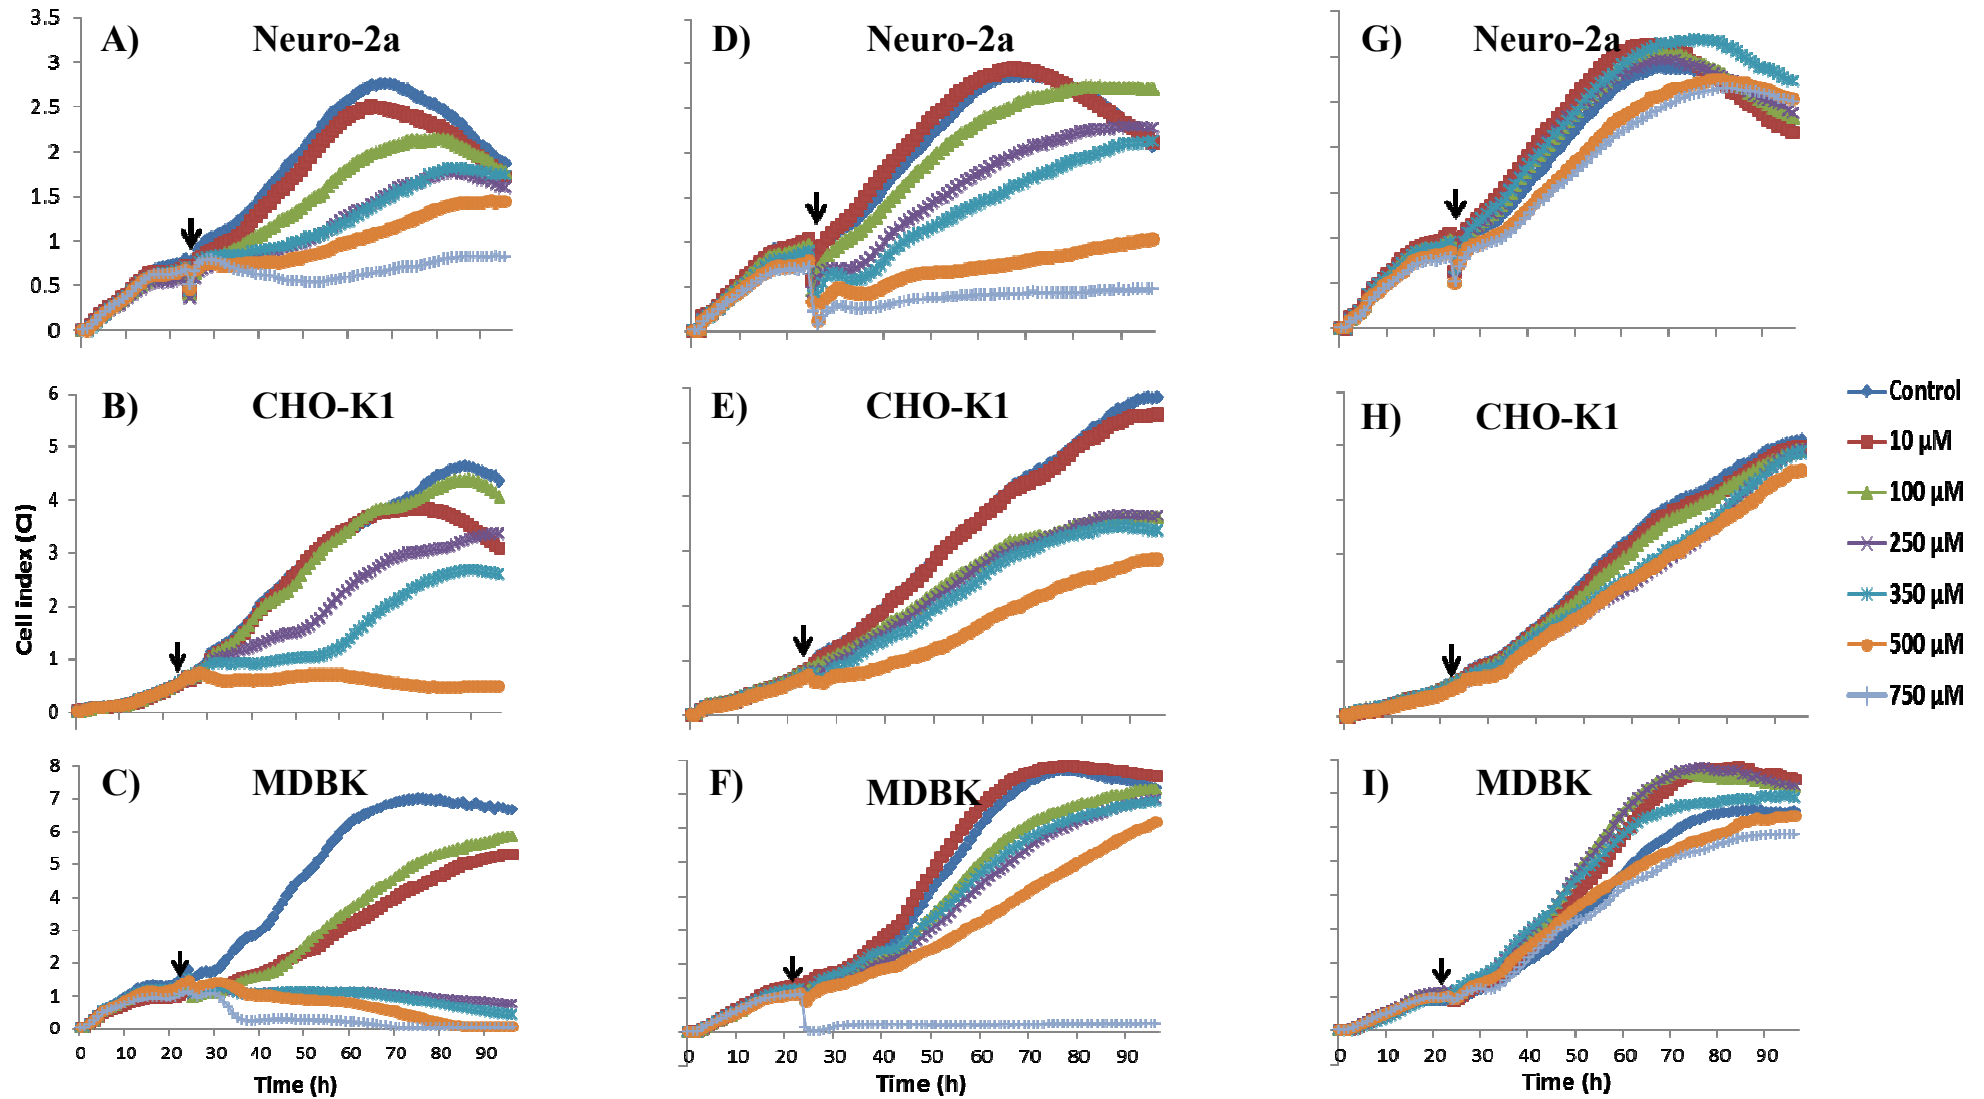 A) Neuro-2a
3.5
3
2.5
2
1.5
1
0.5
0
D) Neuro-2a
G) Neuro-2a
B) CHO-K1
6
5
4
3
2
1
0
Cell index (CI)
E) CHO-K1
H) CHO-K1
Control
10 µM
100 µM
250 µM
350 µM
500 µM
750 µM
C) MDBK
8
7
6
5
4
3
2
1
0
0 10 20 30 40 50 60 70 80 90
Time (h)
F) MDBK
0 10 20 30 40 50 60 70 80 90
Time (h)
I) MDBK
0 10 20 30 40 50 60 70 80 90
Time (h)